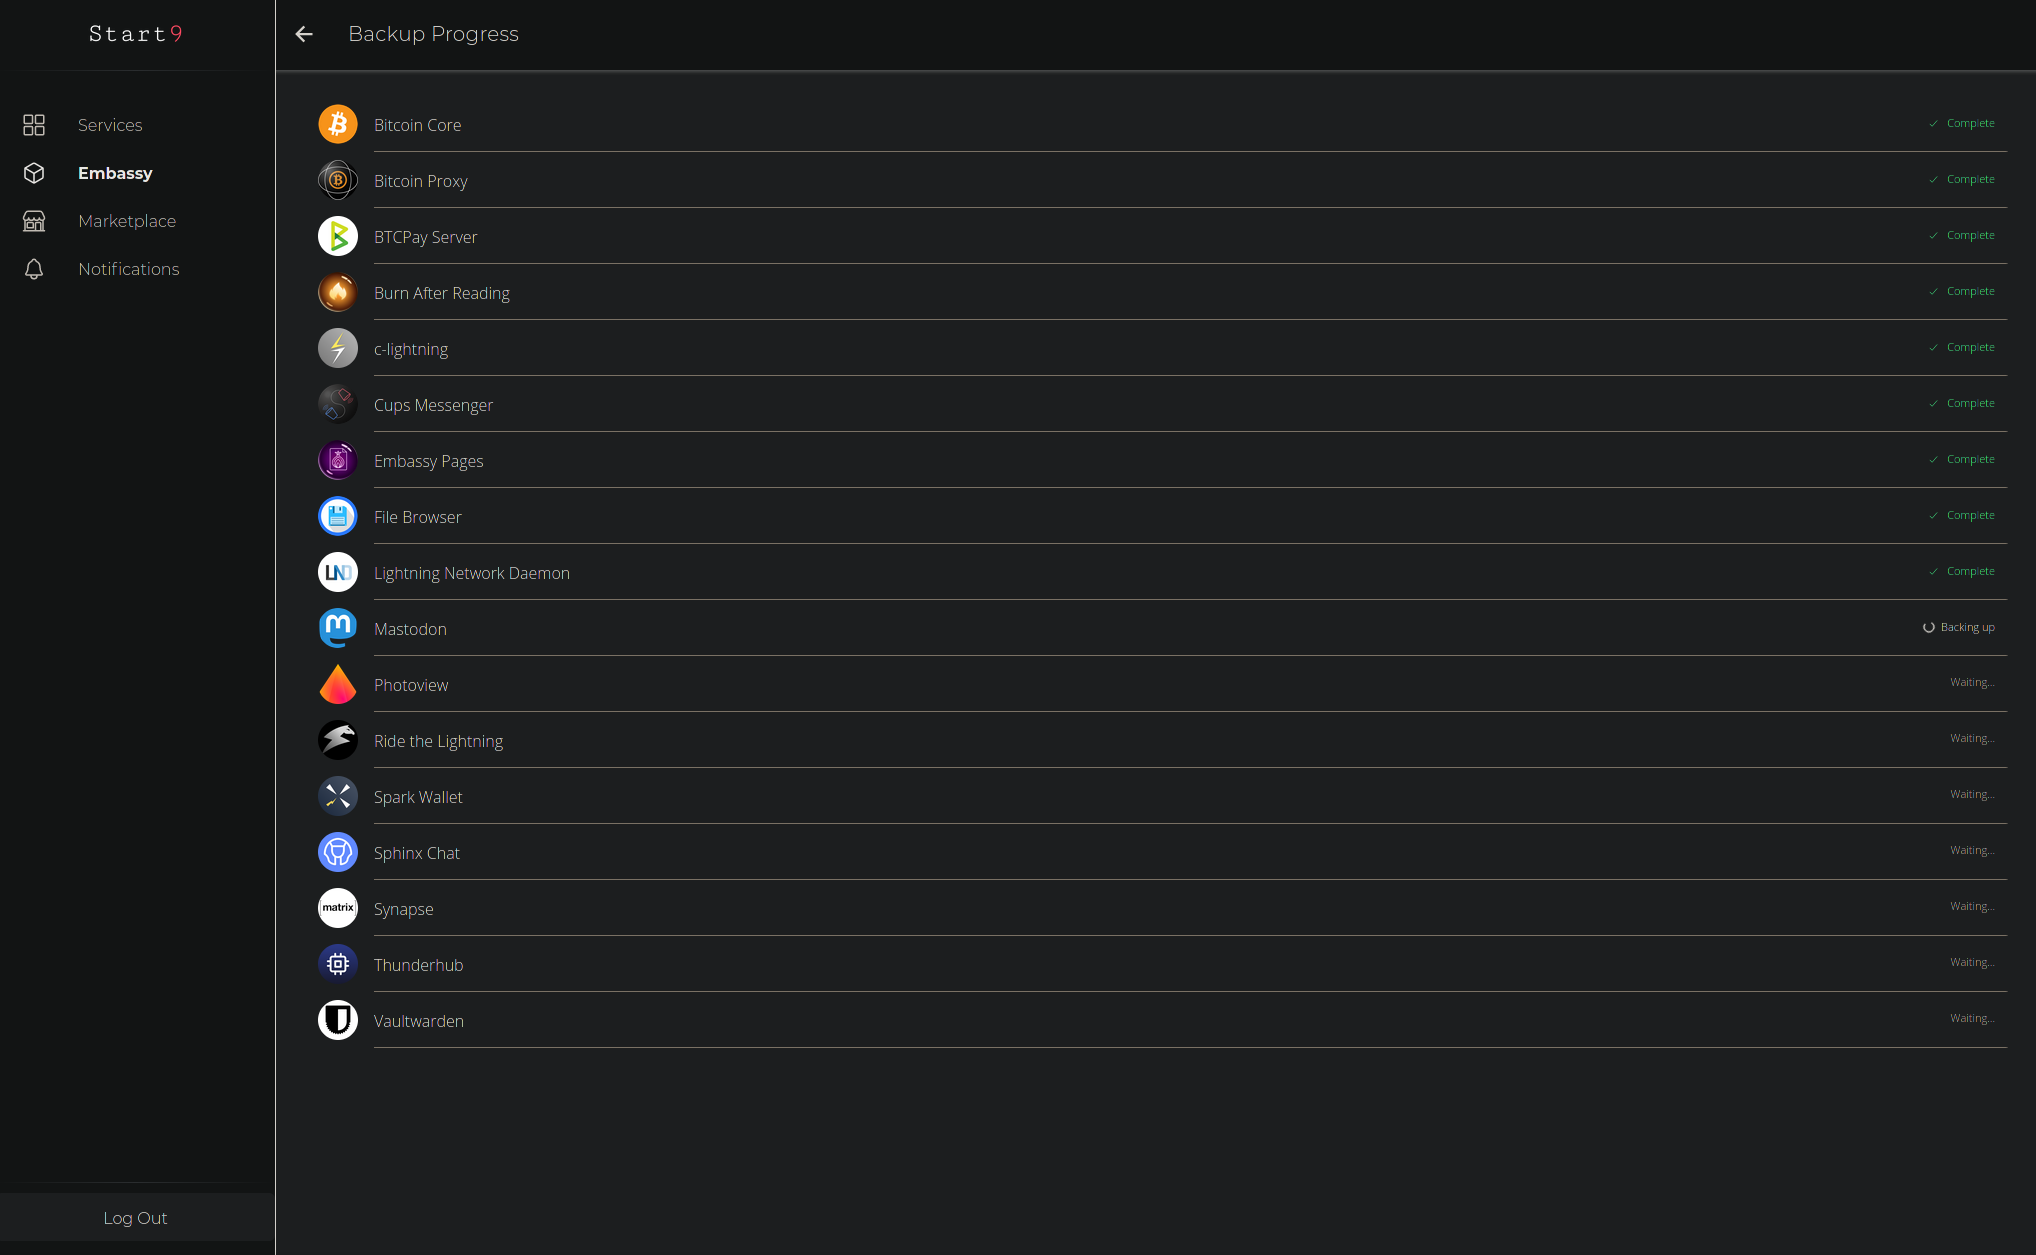 Start9
Backup Progress
Services
Embassy
Marketplace
Notifications
Bitcoin Core
Complete
Bitcoin Proxy
Complete
BTCPay Server
Complete
Burn After Reading
Complete
c-lightning
Complete
Cups Messenger
Complete
Embassy Pages
Complete
File Browser
Complete
LND
Lightning Network Daemon
Complete
Mastodon
Backing up
Photoview
Waiting...
Ride the Lightning
Waiting...
Spark Wallet
Waiting...
Sphinx Chat
Waiting...
matrix
Synapse
Waiting...
Thunderhub
Waiting...
Vaultwarden
Waiting...
Log Out